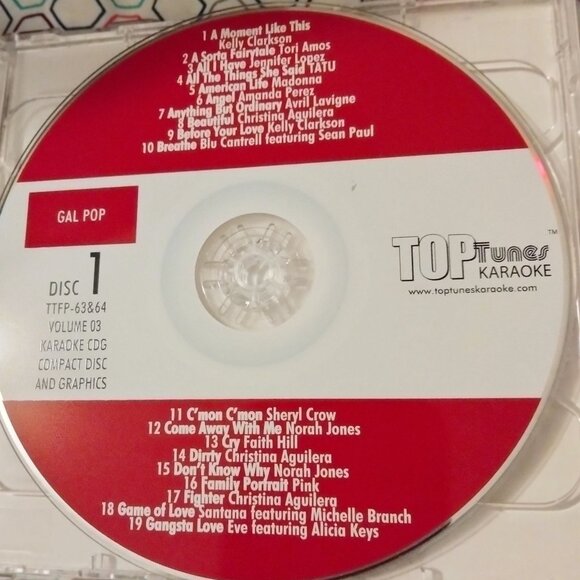 1 A Moment Like This
Kelly Clarkson
2 A Sorta Fairytale Tori Amos
3 All I Have Jennifer Lopez
4 All The Things She Said TATU
5 American Life Madonna
6 Angel Amanda Perez
7 Anything But Ordinary Avril Lavigne
8 Beautiful Christina Aguilera
9 Before Your Love Kelly Clarkson
10 Breathe Blu Cantrell featuring Sean Paul
GAL POP
DISC 1
TTFP-63&64
VOLUME 03
KARAOKE CDG
COMPACT DISC
AND GRAPHICS
TOP Tunes ™
KARAOKE
www.toptuneskaraoke.com
11 C'mon C'mon Sheryl Crow
12 Come Away With Me Norah Jones
13 Cry Faith Hill
14 Dirrty Christina Aguilera
15 Don't Know Why Norah Jones
16 Family Portrait Pink
17 Fighter Christina Aguilera
18 Game of Love Santana featuring Michelle Branch
19 Gangsta Love Eve featuring Alicia Keys